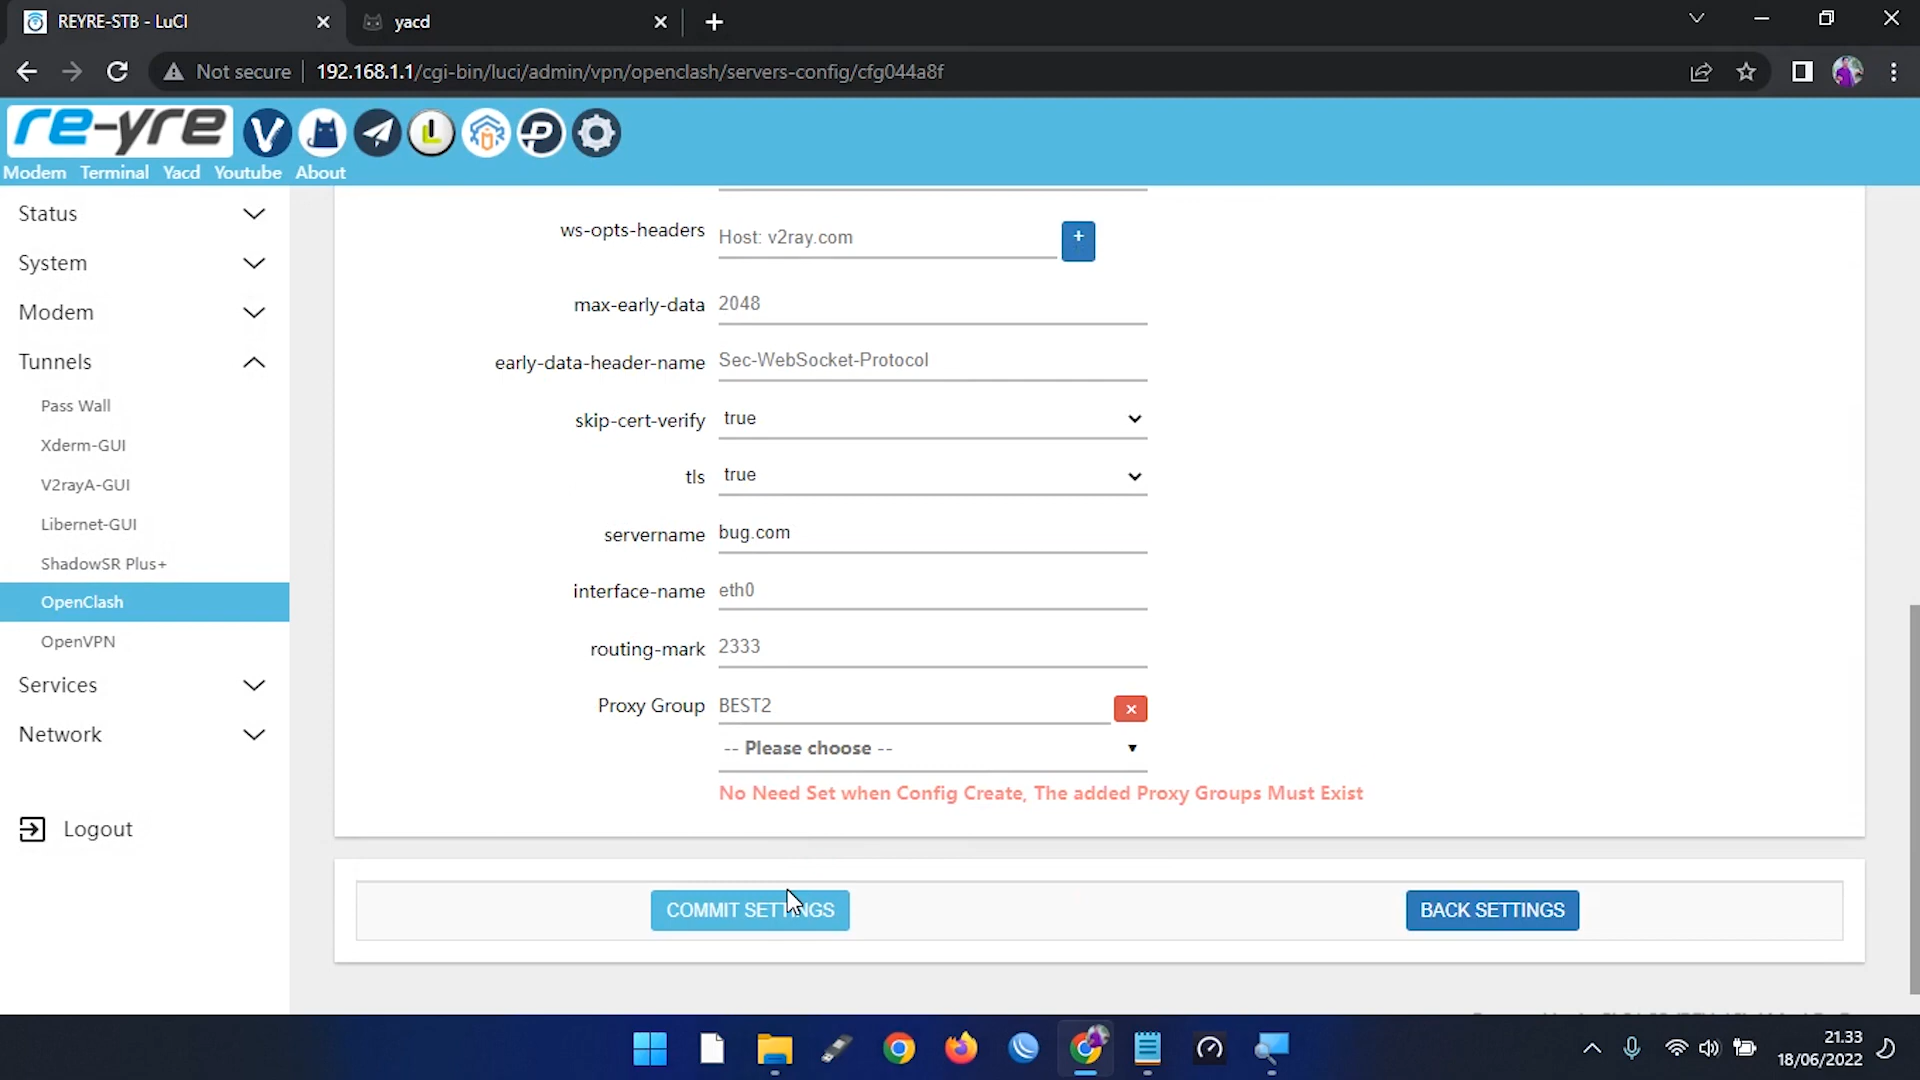 REYRE-STB - LuCI
yacd
Not secure
192.168.1.1/cgi-bin/luci/admin/vpn/openclash/servers-config/cfg044a8f
re-yre
Modem Terminal Yacd Youtube About
Status
System
Modem
Tunnels
Pass Wall
Xderm-GUI
V2rayA-GUI
Libernet-GUI
ShadowSR Plus+
OpenClash
OpenVPN
Services
Network
Logout
ws-opts-headers Host: v2ray.com +
max-early-data 2048
early-data-header-name Sec-WebSocket-Protocol
skip-cert-verify true
tls true
servername bug.com
interface-name eth0
routing-mark 2333
Proxy Group BEST2
-- Please choose --
No Need Set when Config Create, The added Proxy Groups Must Exist
COMMIT SETTINGS
BACK SETTINGS
21.33
18/06/2022